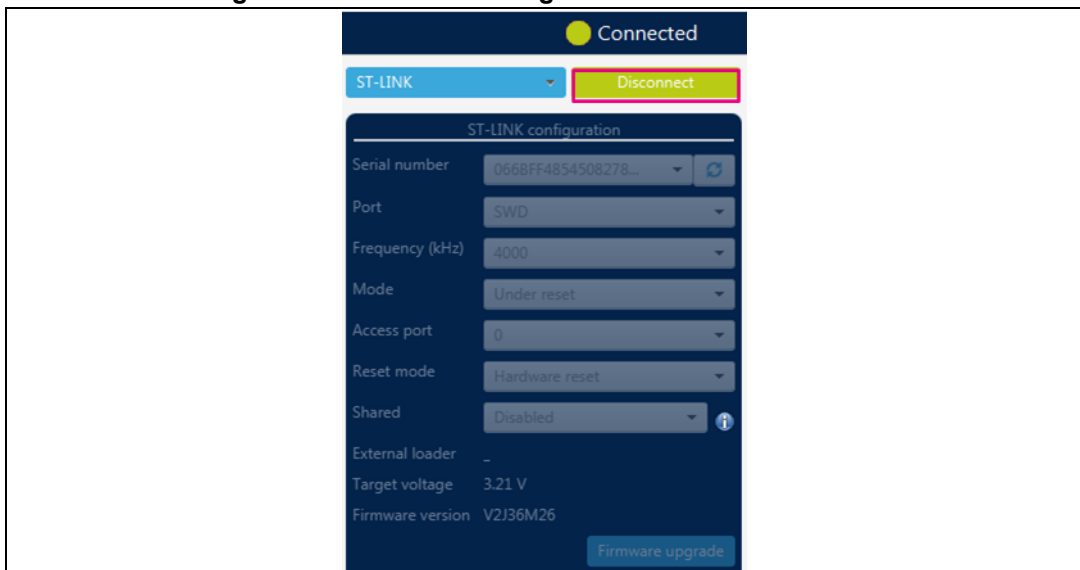 Connected
ST-LINK Disconnect
ST-LINK configuration
Serial number 066BFF4854508278...
Port SWD
Frequency (kHz) 4000
Mode Under reset
Access port 0
Reset mode Hardware reset
Shared Disabled
External loader _
Target voltage 3.21 V
Firmware version V2J36M26
Firmware upgrade